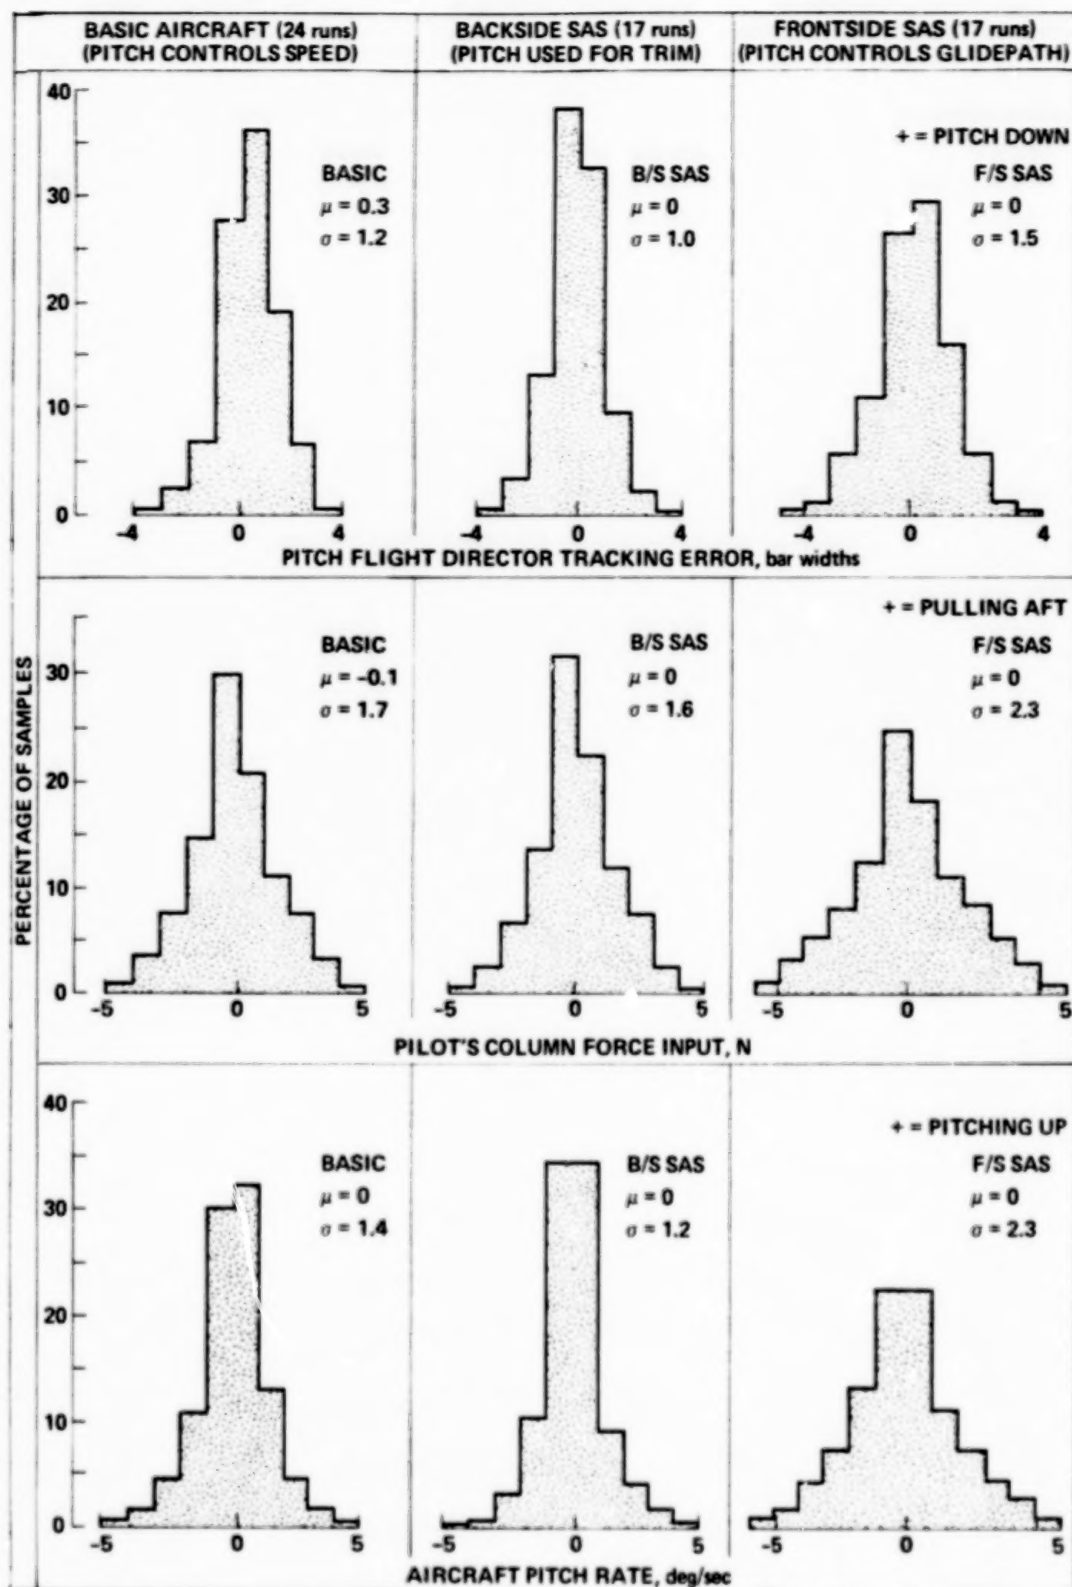 BASIC AIRCRAFT (24 runs)
(PITCH CONTROLS SPEED)
BACKSIDE SAS (17 runs)
(PITCH USED FOR TRIM)
FRONTSIDE SAS (17 runs)
(PITCH CONTROLS GLIDEPATH)
PERCENTAGE OF SAMPLES
40
30
20
10
0
BASIC
μ = 0.3
σ = 1.2
B/S SAS
μ = 0
σ = 1.0
+ = PITCH DOWN
F/S SAS
μ = 0
σ = 1.5
-4 0 4
-4 0 4
-4 0 4
PITCH FLIGHT DIRECTOR TRACKING ERROR, bar widths
30
20
10
0
BASIC
μ = -0.1
σ = 1.7
B/S SAS
μ = 0
σ = 1.6
+ = PULLING AFT
F/S SAS
μ = 0
σ = 2.3
-5 0 5
-5 0 5
-5 0 5
PILOT'S COLUMN FORCE INPUT, N
40
30
20
10
0
BASIC
μ = 0
σ = 1.4
B/S SAS
μ = 0
σ = 1.2
+ = PITCHING UP
F/S SAS
μ = 0
σ = 2.3
-5 0 5
-5 0 5
-5 0 5
AIRCRAFT PITCH RATE, deg/sec